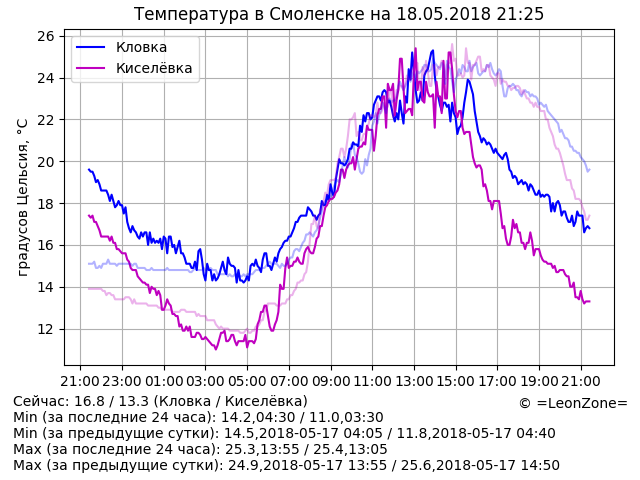 Температура в Смоленске на 18.05.2018 21:25
Кловка
Киселёвка
градусов Цельсия, °C
26
24
22
20
18
16
14
12
21:00 23:00 01:00 03:00 05:00 07:00 09:00 11:00 13:00 15:00 17:00 19:00 21:00
Сейчас: 16.8 / 13.3 (Кловка / Киселёвка)
© =LeonZone=
Min (за последние 24 часа): 14.2,04:30 / 11.0,03:30
Min (за предыдущие сутки): 14.5,2018-05-17 04:05 / 11.8,2018-05-17 04:40
Max (за последние 24 часа): 25.3,13:55 / 25.4,13:05
Max (за предыдущие сутки): 24.9,2018-05-17 13:55 / 25.6,2018-05-17 14:50